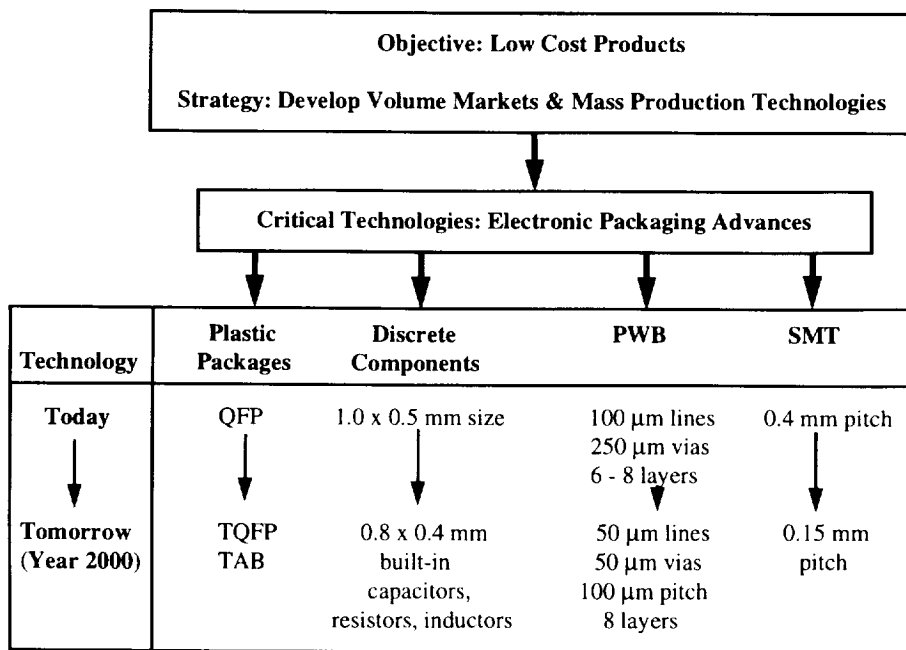 Objective: Low Cost Products
Strategy: Develop Volume Markets & Mass Production Technologies
Critical Technologies: Electronic Packaging Advances
Technology
Plastic
Packages
Discrete
Components
PWB
SMT
Today
QFP
1.0 x 0.5 mm size
100 µm lines
250 µm vias
6 - 8 layers
0.4 mm pitch
Tomorrow
(Year 2000)
TQFP
TAB
0.8 x 0.4 mm
built-in
capacitors,
resistors, inductors
50 µm lines
50 µm vias
100 µm pitch
8 layers
0.15 mm
pitch